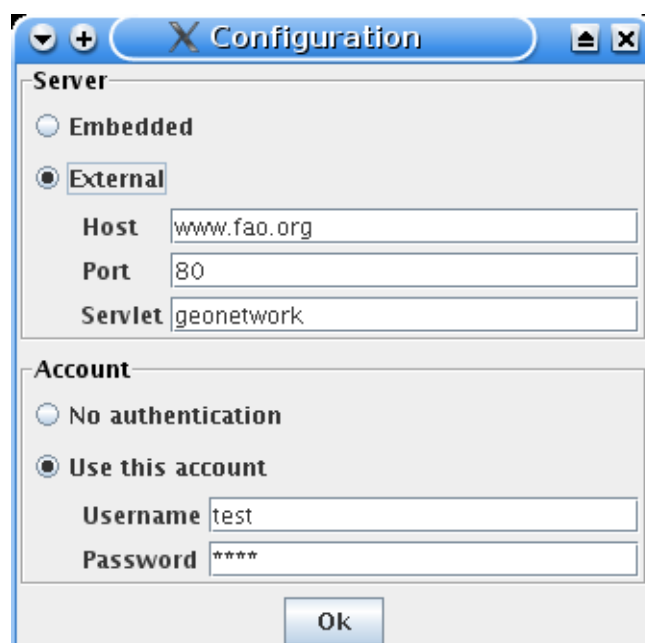 Configuration
Server
Embedded
External
Host www.fao.org
Port 80
Servlet geonetwork
Account
No authentication
Use this account
Username test
Password ****
Ok